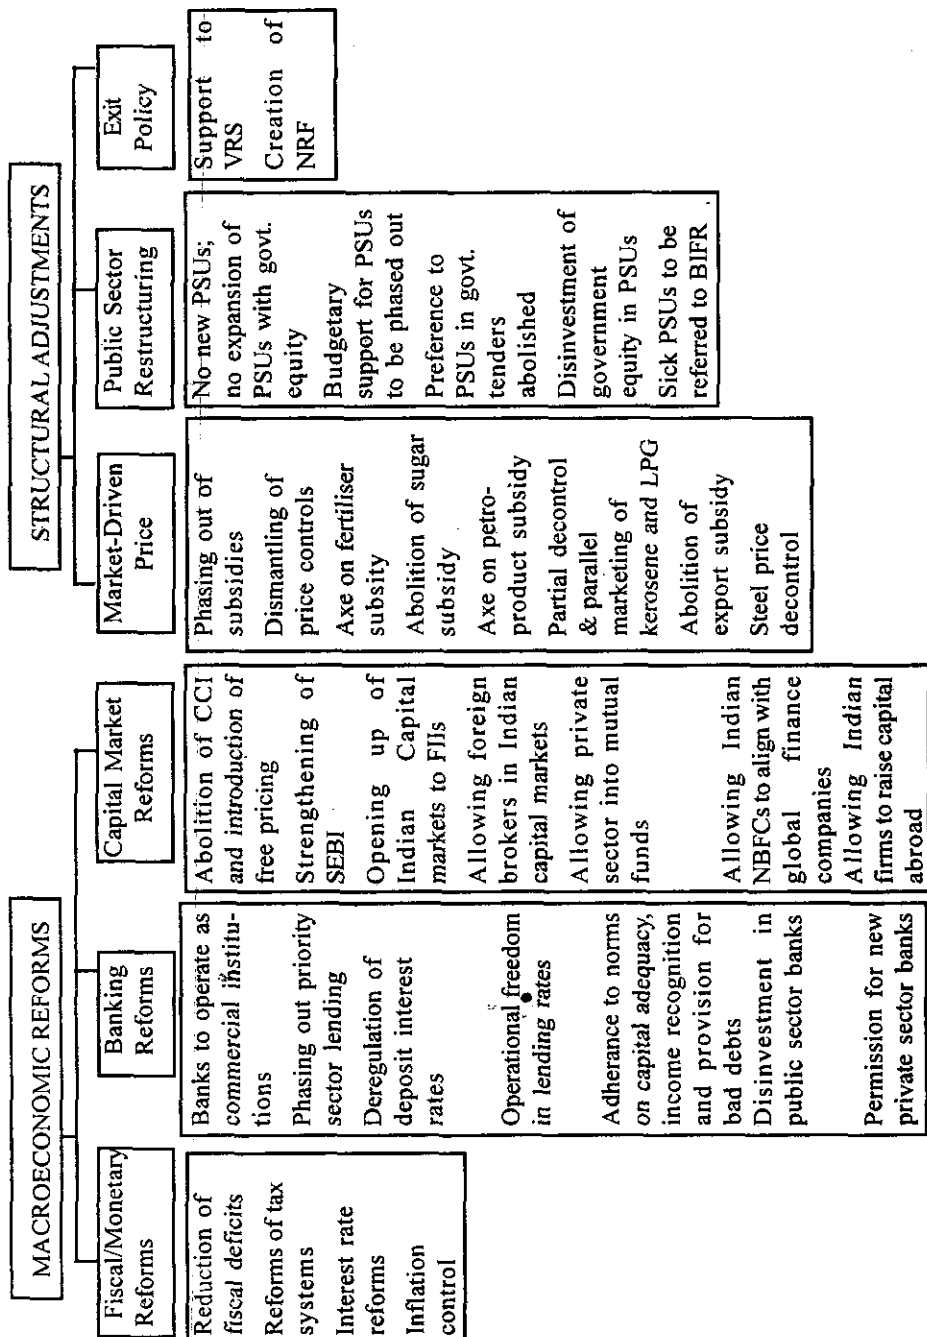 MACROECONOMIC REFORMS
Fiscal/Monetary
Reforms
Reduction of
fiscal deficits
Reforms of tax
systems
Interest rate
reforms
Inflation
control
Banking
Reforms
Banks to operate as
commercial institu-
tions
Phasing out priority
sector lending
Deregulation of
deposit interest
rates
Operational freedom
in lending rates
Adherance to norms
on capital adequacy,
income recognition
and provision for
bad debts
Disinvestment in
public sector banks
Permission for new
private sector banks
Capital Market
Reforms
Abolition of CCI
and introduction of
free pricing
Strengthening of
SEBI
Opening up of
Indian Capital
markets to FIIs
Allowing foreign
brokers in Indian
capital markets
Allowing private
sector into mutual
funds
Allowing Indian
NBFCs to align with
global finance
companies
Allowing Indian
firms to raise capital
abroad
STRUCTURAL ADJUSTMENTS
Market-Driven
Price
Phasing out of
subsidies
Dismantling of
price controls
Axe on fertiliser
subsity
Abolition of sugar
subsidy
Axe on petro-
product subsidy
Partial decontrol
& parallel
marketing of
kerosene and LPG
Abolition of
export subsidy
Steel price
decontrol
Public Sector
Restructuring
No new PSUs;
no expansion of
PSUs with govt.
equity
Budgetary
support for PSUs
to be phased out
Preference to
PSUs in govt.
tenders
abolished
Disinvestment of
government
equity in PSUs
Sick PSUs to be
referred to BIFR
Exit
Policy
Support to
VRS
Creation of
NRF